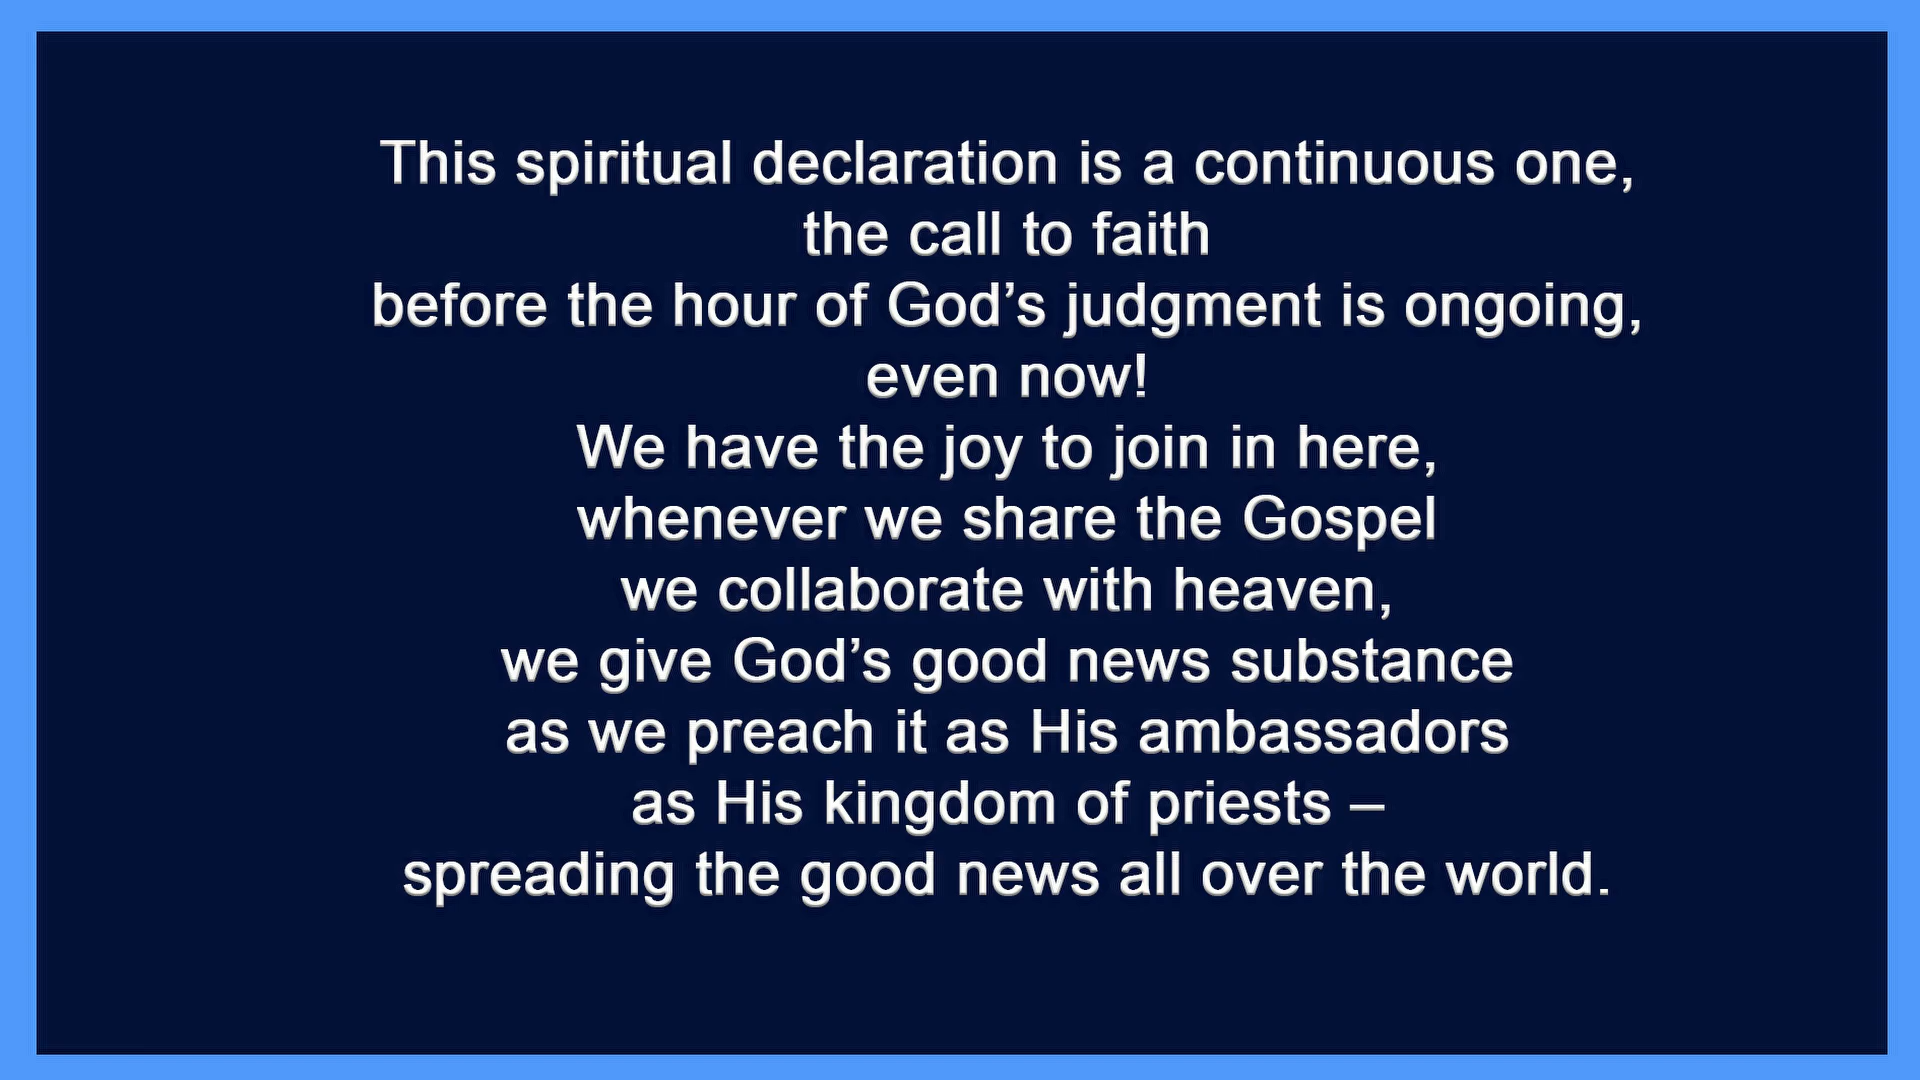 This spiritual declaration is a continuous one,
the call to faith
before the hour of God’s judgment is ongoing,
even now!
We have the joy to join in here,
whenever we share the Gospel
we collaborate with heaven,
we give God’s good news substance
as we preach it as His ambassadors
as His kingdom of priests –
spreading the good news all over the world.